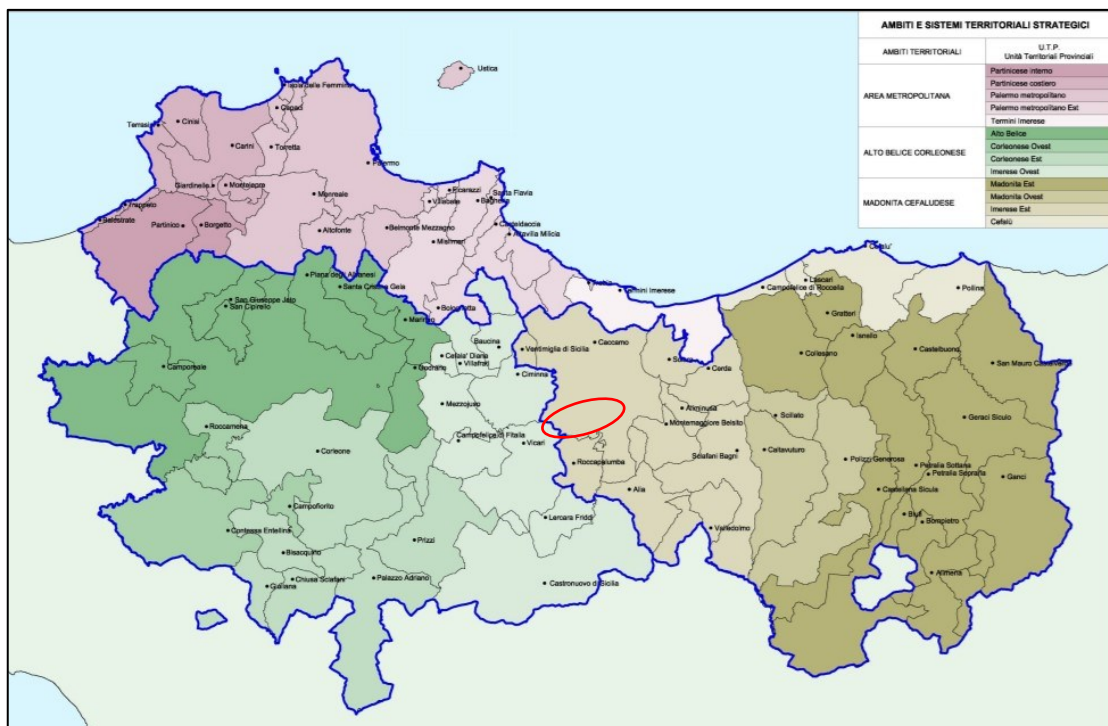 AMBITI E SISTEMI TERRITORIALI STRATEGICI
AMBITI TERRITORIALI
U.T.P.
Unità Territoriali Provinciali
AREA METROPOLITANA
Partinicese interno
Partinicese costiero
Palermo metropolitano
Palermo metropolitano Est
Termini Imerese
ALTO BELICE CORLEONESE
Alto Belice
Corleonese Ovest
Corleonese Est
Imerese Ovest
MADONITA CEFALUDESE
Madonita Est
Madonita Ovest
Imerese Est
Cefalù
Ustica
Isola delle Femmine
Capaci
Terrasini
Cinisi
Carini
Torretta
Palermo
Giardinello
Montelepre
Monreale
Ficarazzi
Santa Flavia
Villabate
Bagheria
Trappeto
Balestrate
Partinico
Borgetto
Altofonte
Belmonte Mezzagno
Misilmeri
Casteldaccia
Altavilla Milicia
Cefalu'
Piana degli Albanesi
Santa Cristina Gela
Termini Imerese
Lascari
Campofelice di Roccella
Pollina
San Giuseppe Jato
San Cipirello
Marineo
Bolognetta
Gratteri
Isnello
Baucina
Ventimiglia di Sicilia
Caccamo
Collesano
Castelbuono
Cefala' Diana
Villafrati
Sciara
San Mauro Castelverde
Camporeale
Godrano
Ciminna
Cerda
Mezzojuso
Aliminusa
Scillato
Geraci Siculo
Roccamena
Montemaggiore Belsito
Campofelice di Fitalia
Vicari
Corleone
Sclafani Bagni
Caltavuturo
Roccapalumba
Polizzi Generosa
Petralia Sottana
Petralia Soprana
Gangi
Alia
Castellana Sicula
Campofiorito
Lercara Friddi
Blufi
Bompietro
Contessa Entellina
Valledolmo
Prizzi
Bisacquino
Chiusa Sclafani
Giuliana
Palazzo Adriano
Castronuovo di Sicilia
Alimena